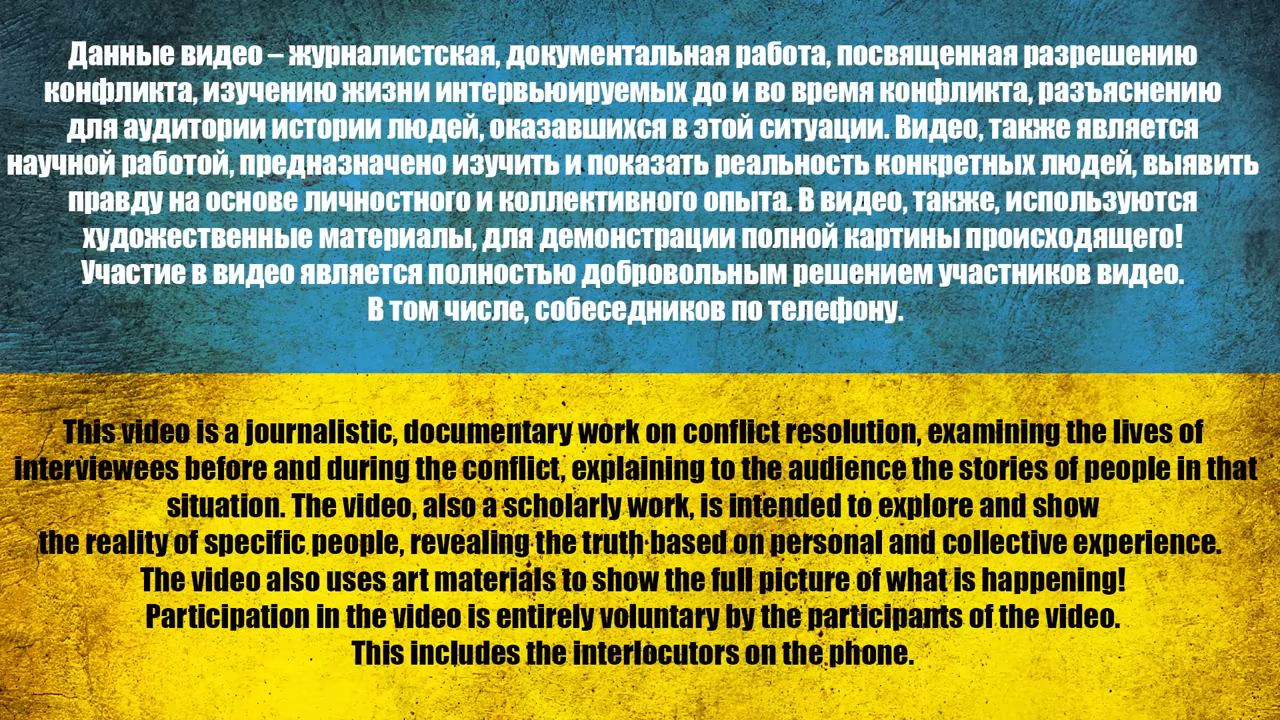 Данные видео – журналистская, документальная работа, посвященная разрешению
конфликта, изучению жизни интервьюируемых до и во время конфликта, разъяснению
для аудитории истории людей, оказавшихся в этой ситуации. Видео, также является
научной работой, предназначено изучить и показать реальность конкретных людей, выявить
правду на основе личностного и коллективного опыта. В видео, также, используются
художественные материалы, для демонстрации полной картины происходящего!
Участие в видео является полностью добровольным решением участников видео.
В том числе, собеседников по телефону.
This video is a journalistic, documentary work on conflict resolution, examining the lives of
interviewees before and during the conflict, explaining to the audience the stories of people in that
situation. The video, also a scholarly work, is intended to explore and show
the reality of specific people, revealing the truth based on personal and collective experience.
The video also uses art materials to show the full picture of what is happening!
Participation in the video is entirely voluntary by the participants of the video.
This includes the interlocutors on the phone.